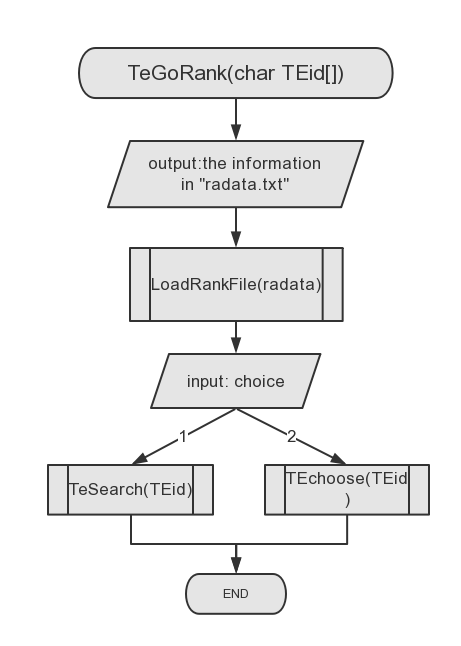 TeGoRank(char TEid[])
output:the information
in "radata.txt"
LoadRankFile(radata)
input: choice
1
2
TeSearch(TEid)
TEchoose(TEid
)
END